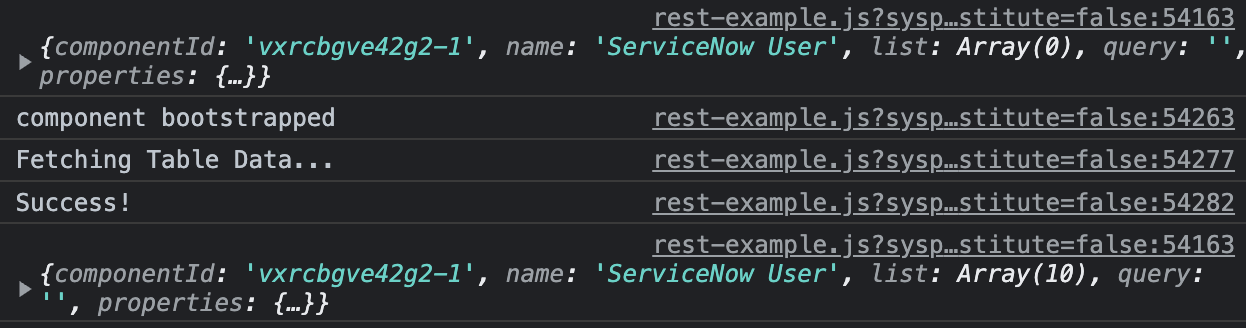 rest-example.js?sysp…stitute=false:54163
{componentId: 'vxrcbgve42g2-1', name: 'ServiceNow User', list: Array(0), query: '',
properties: {…}}
component bootstrapped rest-example.js?sysp…stitute=false:54263
Fetching Table Data... rest-example.js?sysp…stitute=false:54277
Success! rest-example.js?sysp…stitute=false:54282
rest-example.js?sysp…stitute=false:54163
{componentId: 'vxrcbgve42g2-1', name: 'ServiceNow User', list: Array(10), query:
'', properties: {…}}